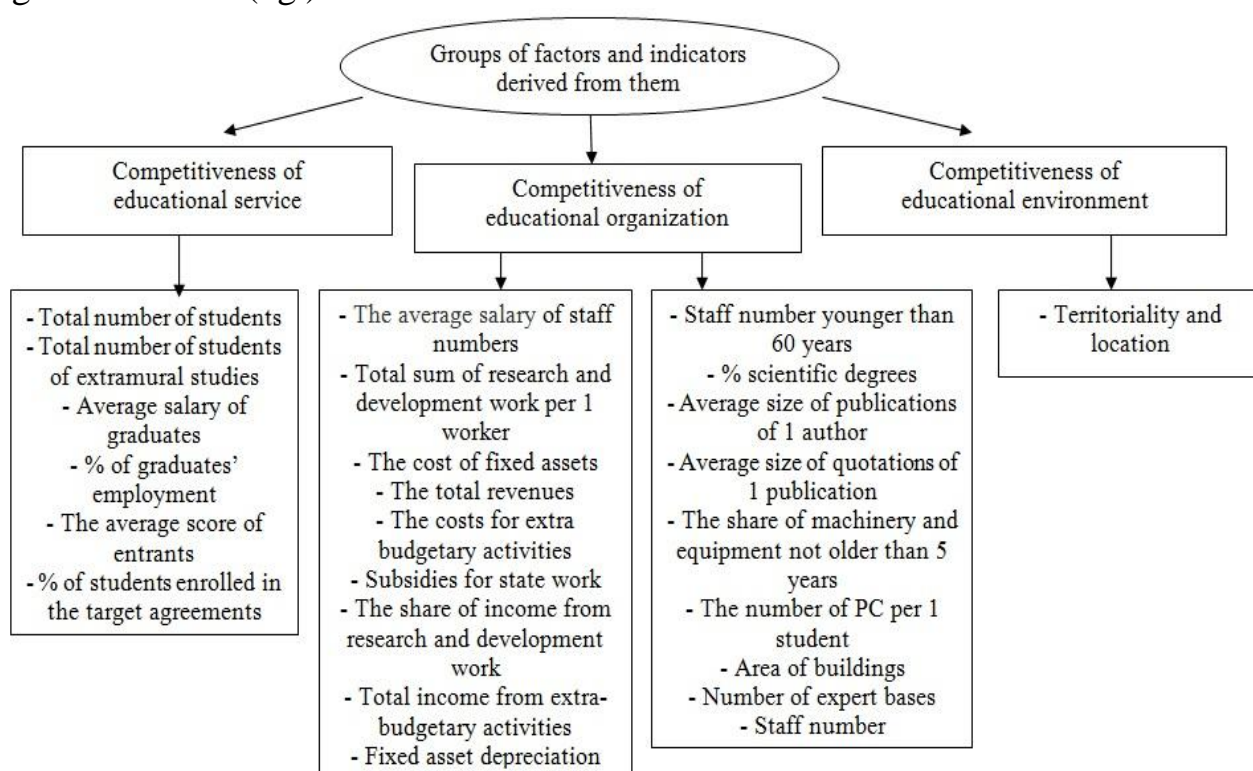 Groups of factors and indicators
derived from them
Competitiveness of
educational service
Competitiveness of
educational organization
Competitiveness of
educational environment
- Total number of students
- Total number of students
of extramural studies
- Average salary of
graduates
- % of graduates’
employment
- The average score of
entrants
- % of students enrolled in
the target agreements
- The average salary of staff
numbers
- Total sum of research and
development work per 1
worker
- The cost of fixed assets
- The total revenues
- The costs for extra
budgetary activities
- Subsidies for state work
- The share of income from
research and development
work
- Total income from extra-
budgetary activities
- Fixed asset depreciation
- Staff number younger than
60 years
- % scientific degrees
- Average size of publications
of 1 author
- Average size of quotations of
1 publication
- The share of machinery and
equipment not older than 5
years
- The number of PC per 1
student
- Area of buildings
- Number of expert bases
- Staff number
- Territoriality and
location